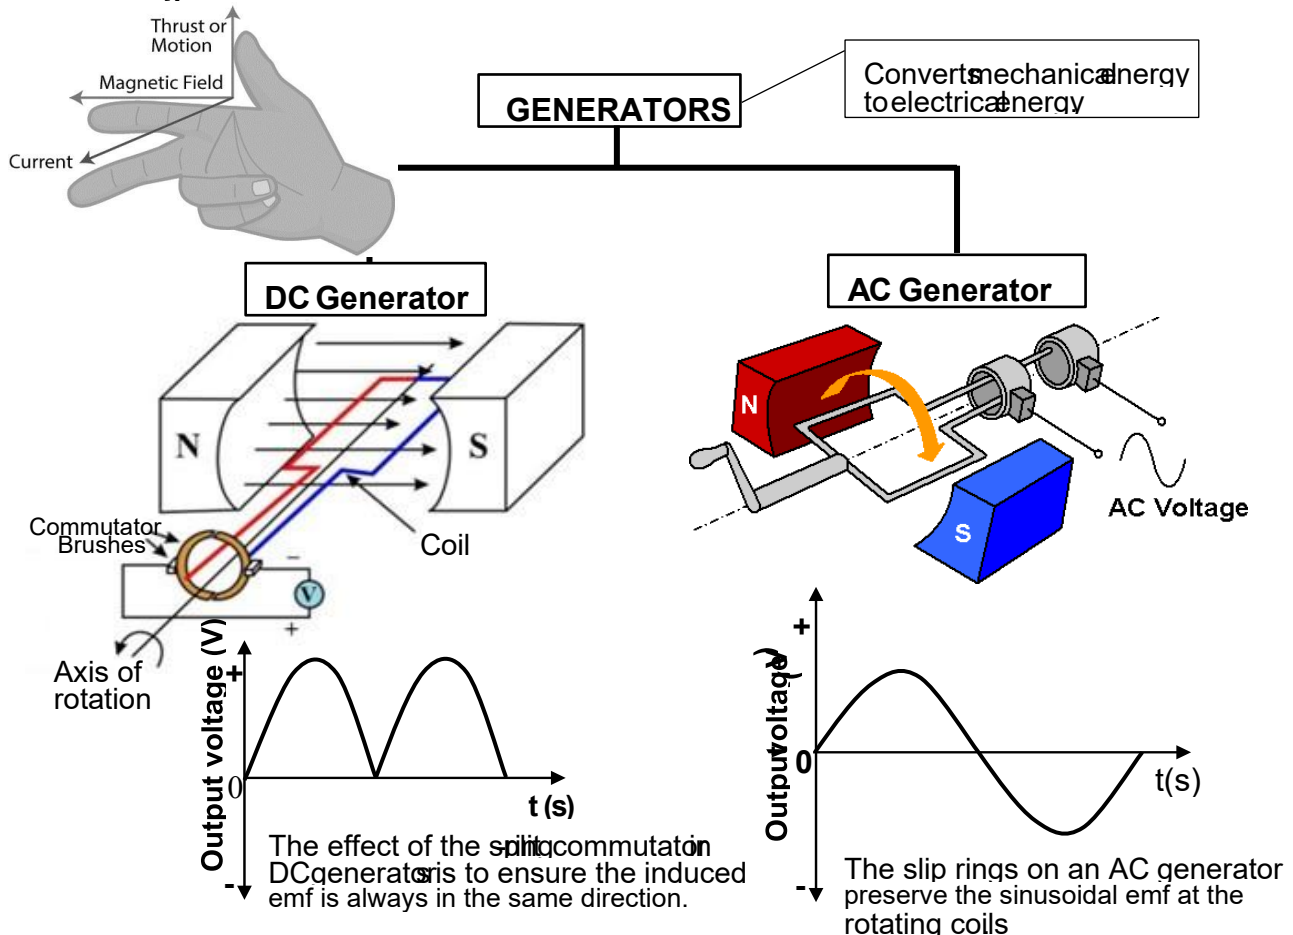 Thrust or
Motion
Magnetic Field
Current
GENERATORS
Converts mechanical energy
to electrical energy
DC Generator
AC Generator
N
S
Commutator
Brushes
Coil
−
V
+
Axis of
rotation
N
S
AC Voltage
Output voltage (V)
+
0
-
t (s)
The effect of the split-ring commutator in
DC generators is to ensure the induced
emf is always in the same direction.
Output voltage
+
0
-
t(s)
The slip rings on an AC generator
preserve the sinusoidal emf at the
rotating coils